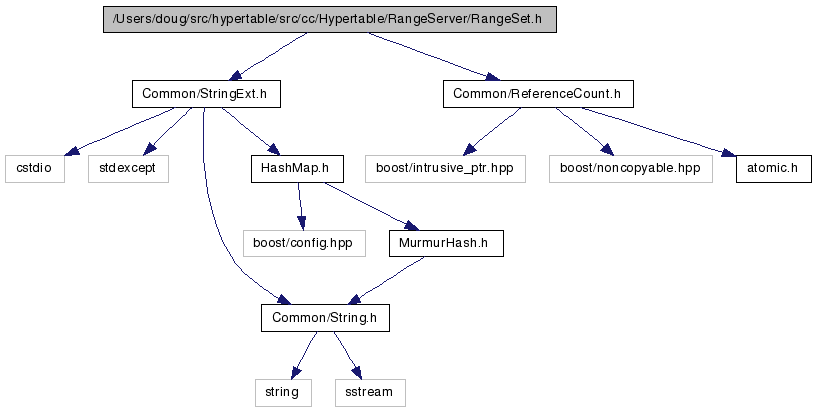 /Users/doug/src/hypertable/src/cc/Hypertable/RangeServer/RangeSet.h
Common/StringExt.h
Common/ReferenceCount.h
cstdio
stdexcept
HashMap.h
boost/intrusive_ptr.hpp
boost/noncopyable.hpp
atomic.h
boost/config.hpp
MurmurHash.h
Common/String.h
string
sstream